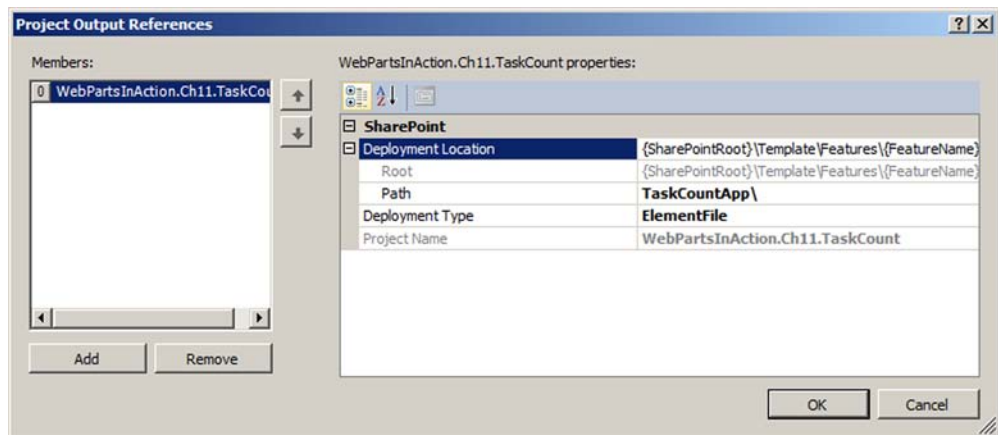 Project Output References
Members:
WebPartsInAction.Ch11.TaskCount properties:
0 WebPartsInAction.Ch11.TaskCou
SharePoint
Deployment Location {SharePointRoot}\Template\Features\{FeatureName}
Root {SharePointRoot}\Template\Features\{FeatureName}
Path TaskCountApp\
Deployment Type ElementFile
Project Name WebPartsInAction.Ch11.TaskCount
Add Remove
OK Cancel